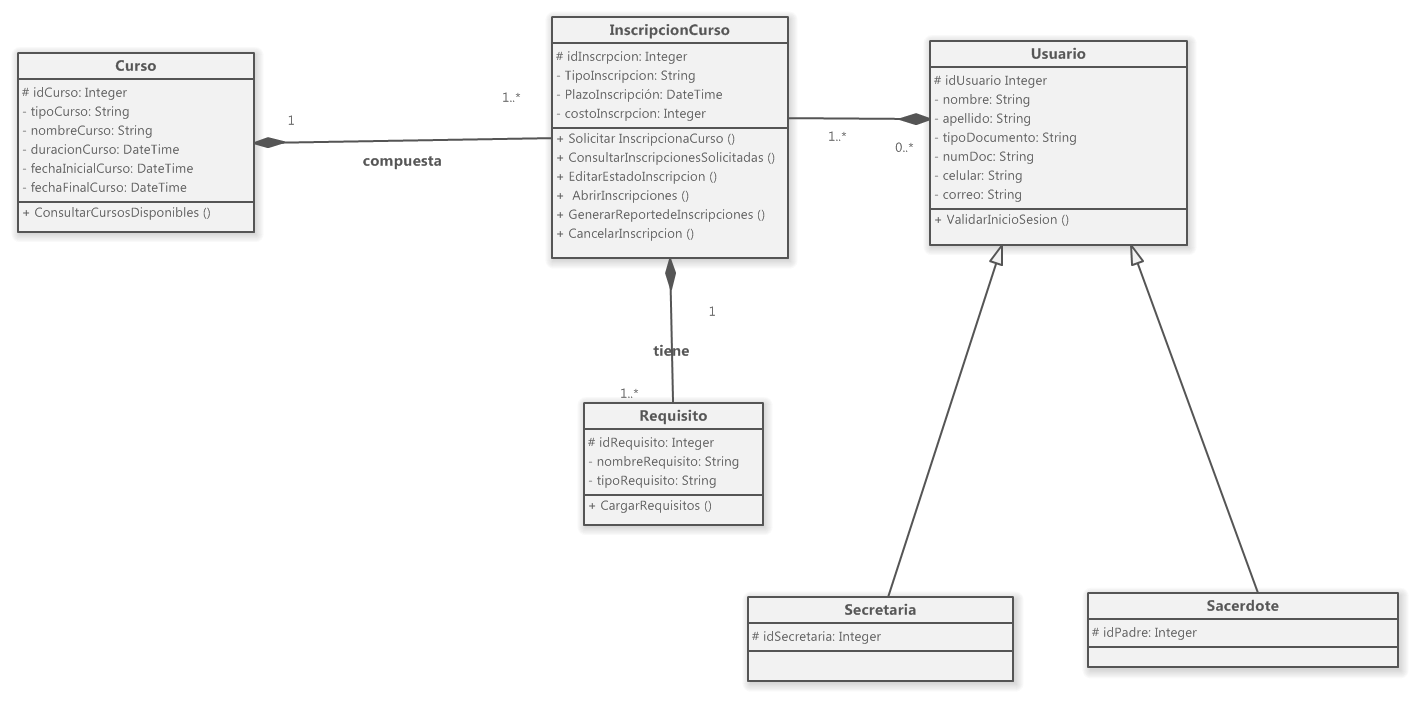 Curso
# idCurso: Integer
- tipoCurso: String
- nombreCurso: String
- duracionCurso: DateTime
- fechaInicialCurso: DateTime
- fechaFinalCurso: DateTime
+ ConsultarCursosDisponibles ()
1
1..*
compuesta
InscripcionCurso
# idInscrpcion: Integer
- TipoInscripcion: String
- PlazoInscripción: DateTime
- costoInscrpcion: Integer
+ Solicitar InscripcionaCurso ()
+ ConsultarInscripcionesSolicitadas ()
+ EditarEstadoInscripcion ()
+ AbrirInscripciones ()
+ GenerarReportedeInscripciones ()
+ CancelarInscripcion ()
1..*
0..*
Usuario
# idUsuario Integer
- nombre: String
- apellido: String
- tipoDocumento: String
- numDoc: String
- celular: String
- correo: String
+ ValidarInicioSesion ()
1
tiene
1..*
Requisito
# idRequisito: Integer
- nombreRequisito: String
- tipoRequisito: String
+ CargarRequisitos ()
Secretaria
# idSecretaria: Integer
Sacerdote
# idPadre: Integer